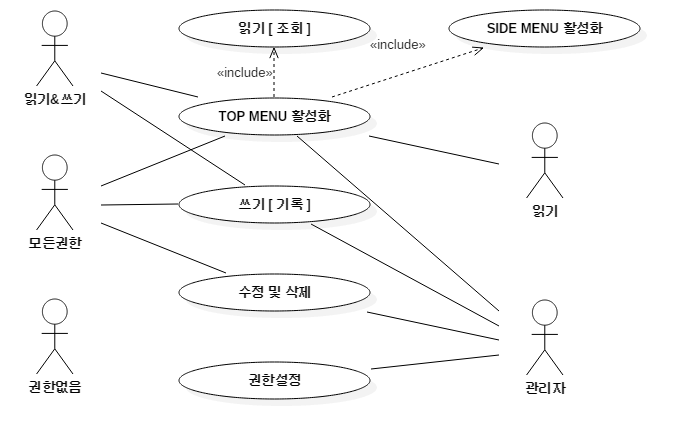 읽기 [ 조회 ]
SIDE MENU 활성화
«include»
«include»
읽기&쓰기
TOP MENU 활성화
쓰기 [ 기록 ]
읽기
모든권한
수정 및 삭제
권한설정
권한없음
관리자